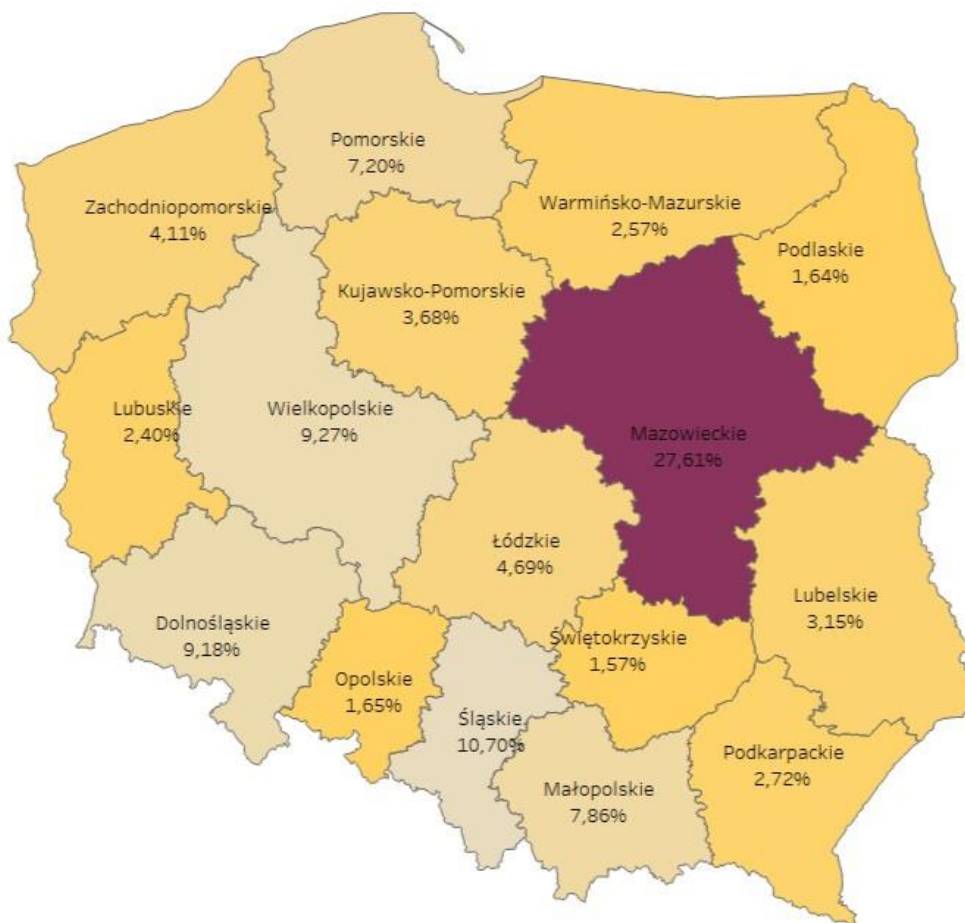 Pomorskie
7,20%
Zachodniopomorskie
4,11%
Warmińsko-Mazurskie
2,57%
Podlaskie
1,64%
Kujawsko-Pomorskie
3,68%
Lubuskie
2,40%
Wielkopolskie
9,27%
Mazowieckie
27,61%
Łódzkie
4,69%
Lubelskie
3,15%
Dolnośląskie
9,18%
Świętokrzyskie
1,57%
Opolskie
1,65%
Śląskie
10,70%
Podkarpackie
2,72%
Małopolskie
7,86%